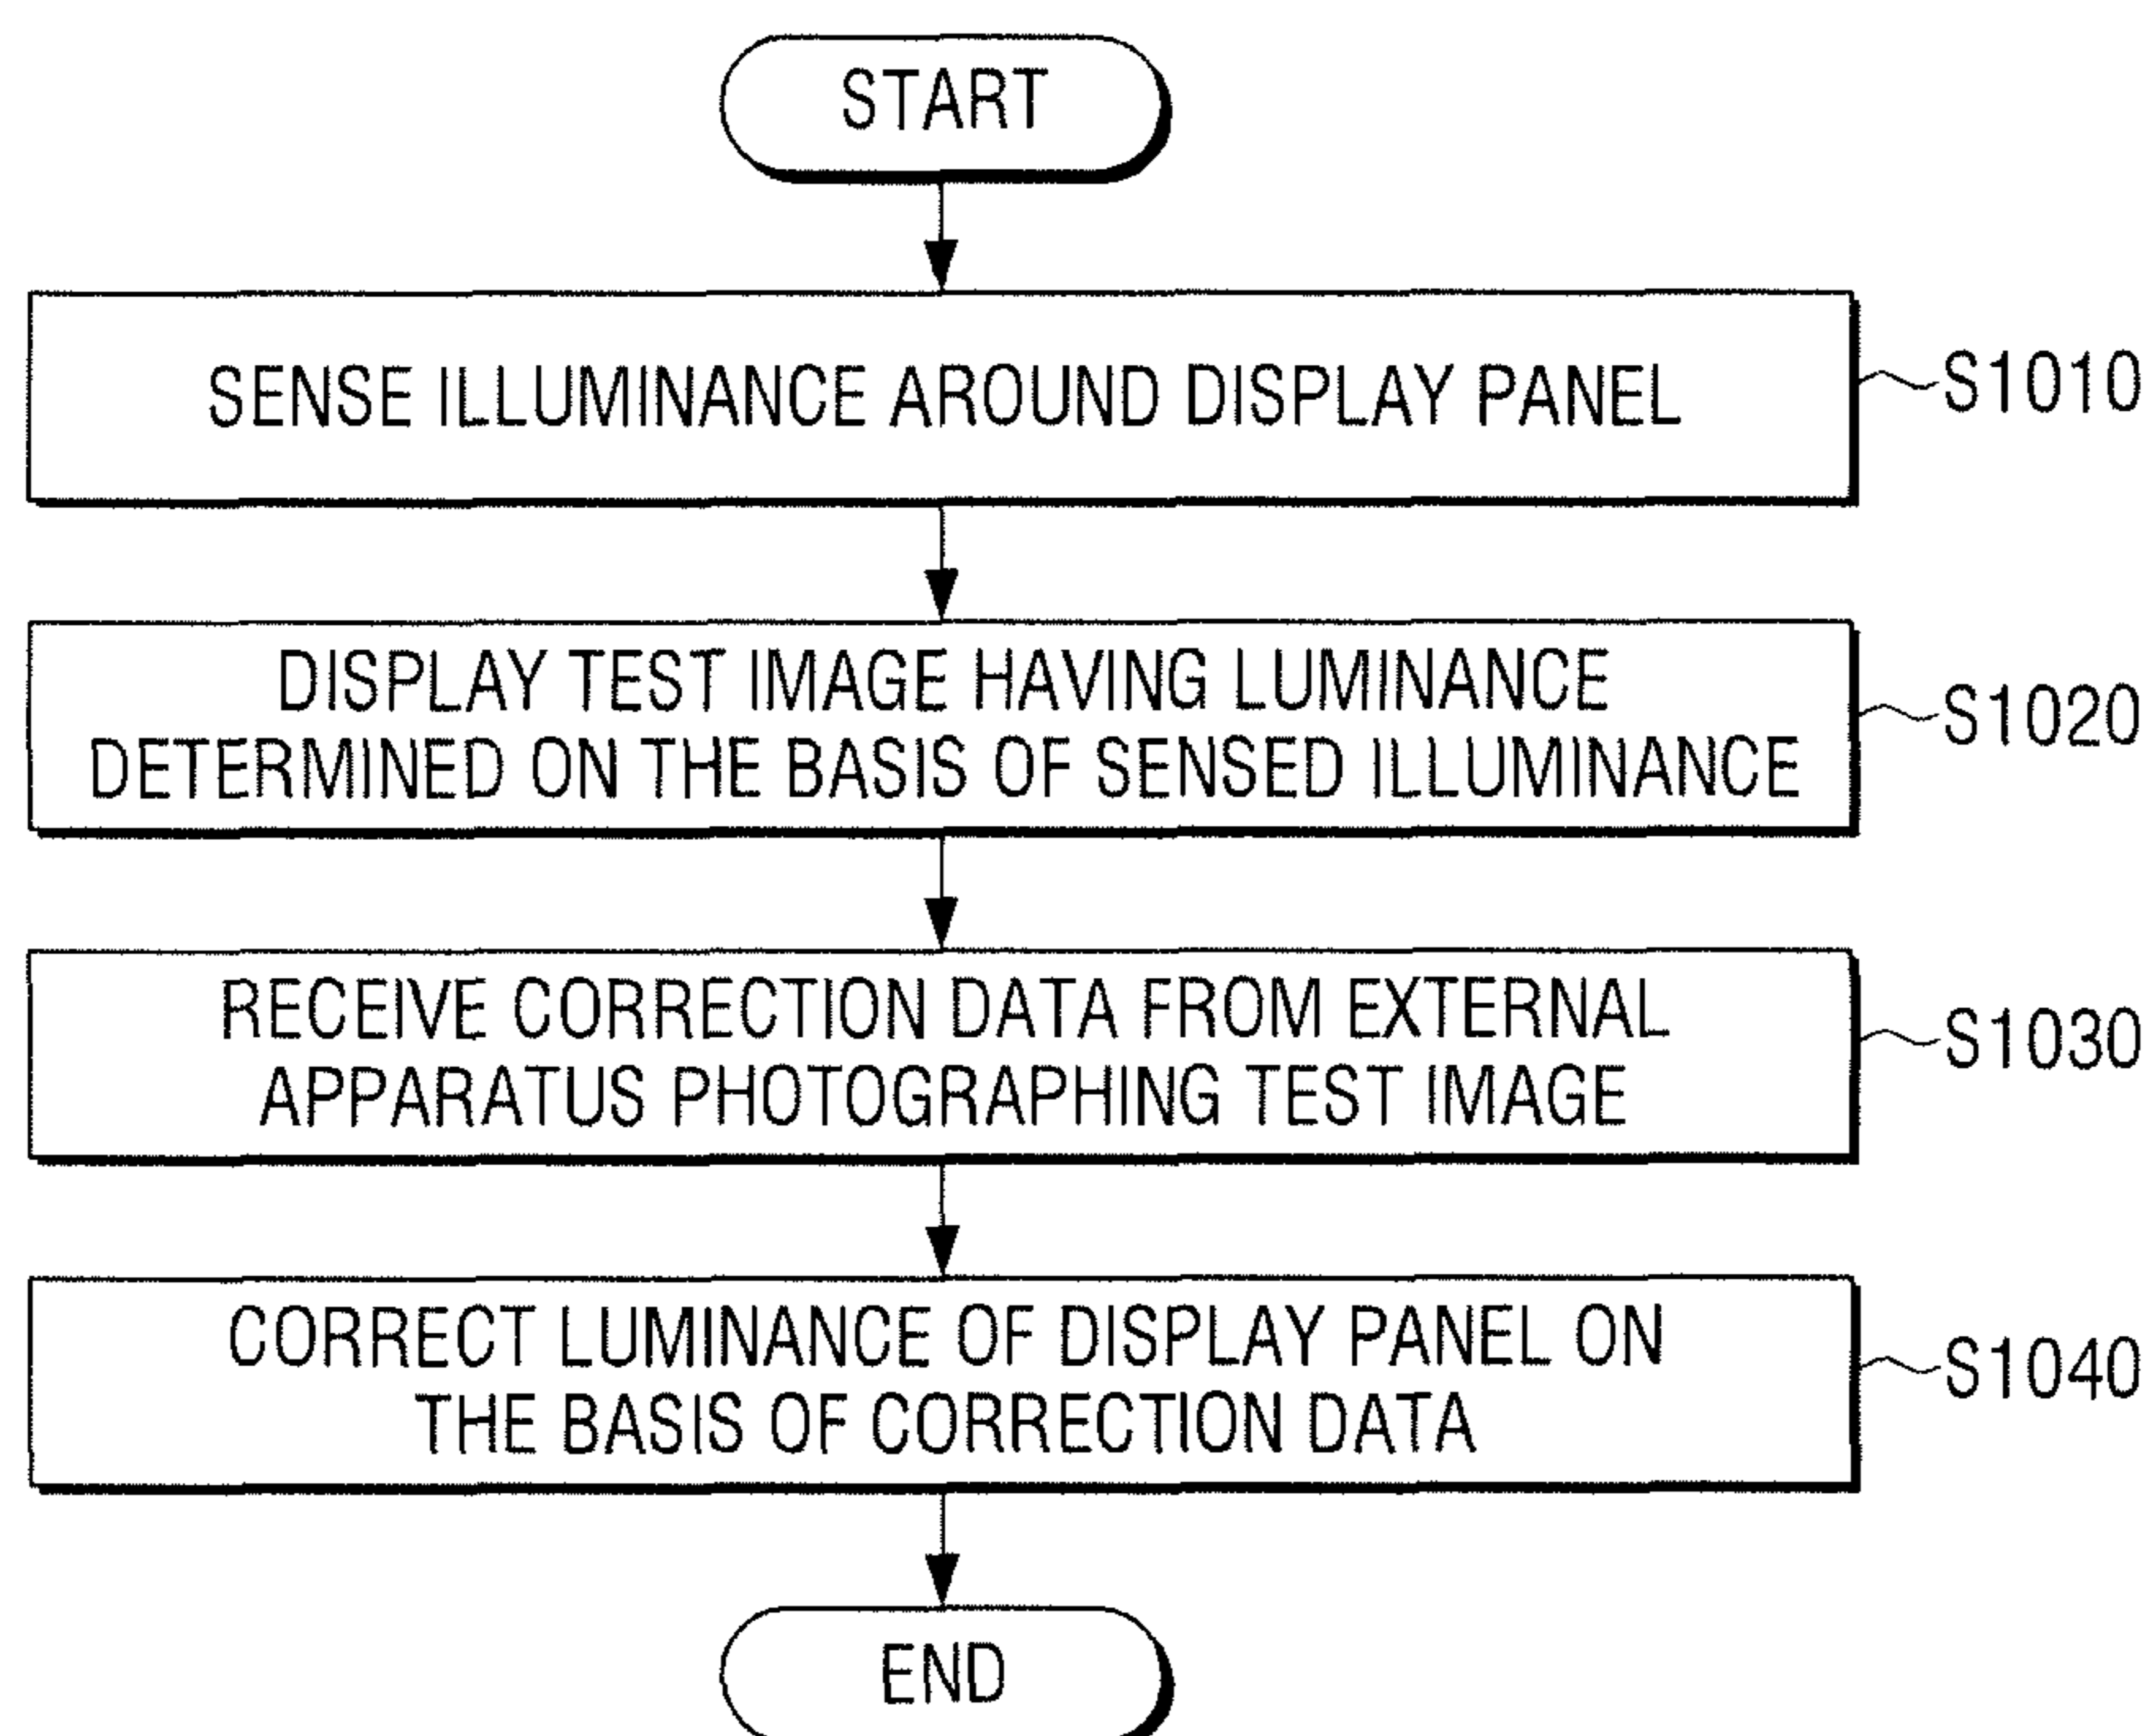 START
SENSE ILLUMINANCE AROUND DISPLAY PANEL
S1010
DISPLAY TEST IMAGE HAVING LUMINANCE
DETERMINED ON THE BASIS OF SENSED ILLUMINANCE
S1020
RECEIVE CORRECTION DATA FROM EXTERNAL
APPARATUS PHOTOGRAPHING TEST IMAGE
S1030
CORRECT LUMINANCE OF DISPLAY PANEL ON
THE BASIS OF CORRECTION DATA
S1040
END